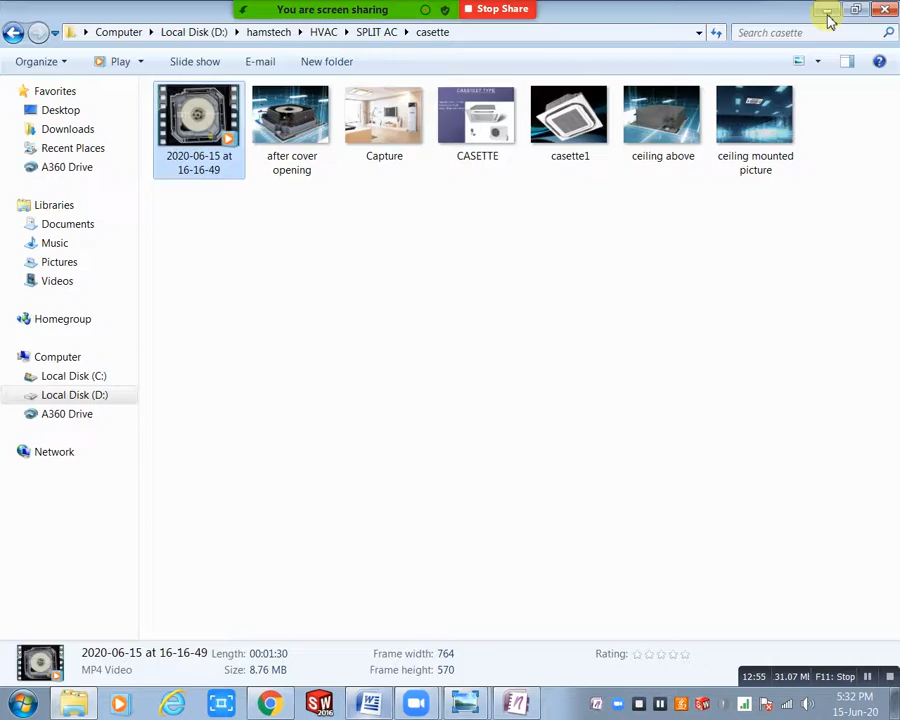 You are screen sharing
Stop Share
Computer
Local Disk (D:)
hamstech
HVAC
SPLIT AC
casette
Search casette
Organize
Play
Slide show
E-mail
New folder
Favorites
Desktop
Downloads
Recent Places
A360 Drive
Libraries
Documents
Music
Pictures
Videos
Homegroup
Computer
Local Disk (C:)
Local Disk (D:)
A360 Drive
Network
2020-06-15 at
16-16-49
after cover
opening
Capture
CASETTE
casette1
ceiling above
ceiling mounted
picture
2020-06-15 at 16-16-49
MP4 Video
Length: 00:01:30
Size: 8.76 MB
Frame width: 764
Frame height: 570
Rating:
12:55
31.07 Ml
F11: Stop
2016
5:32 PM
15-Jun-20